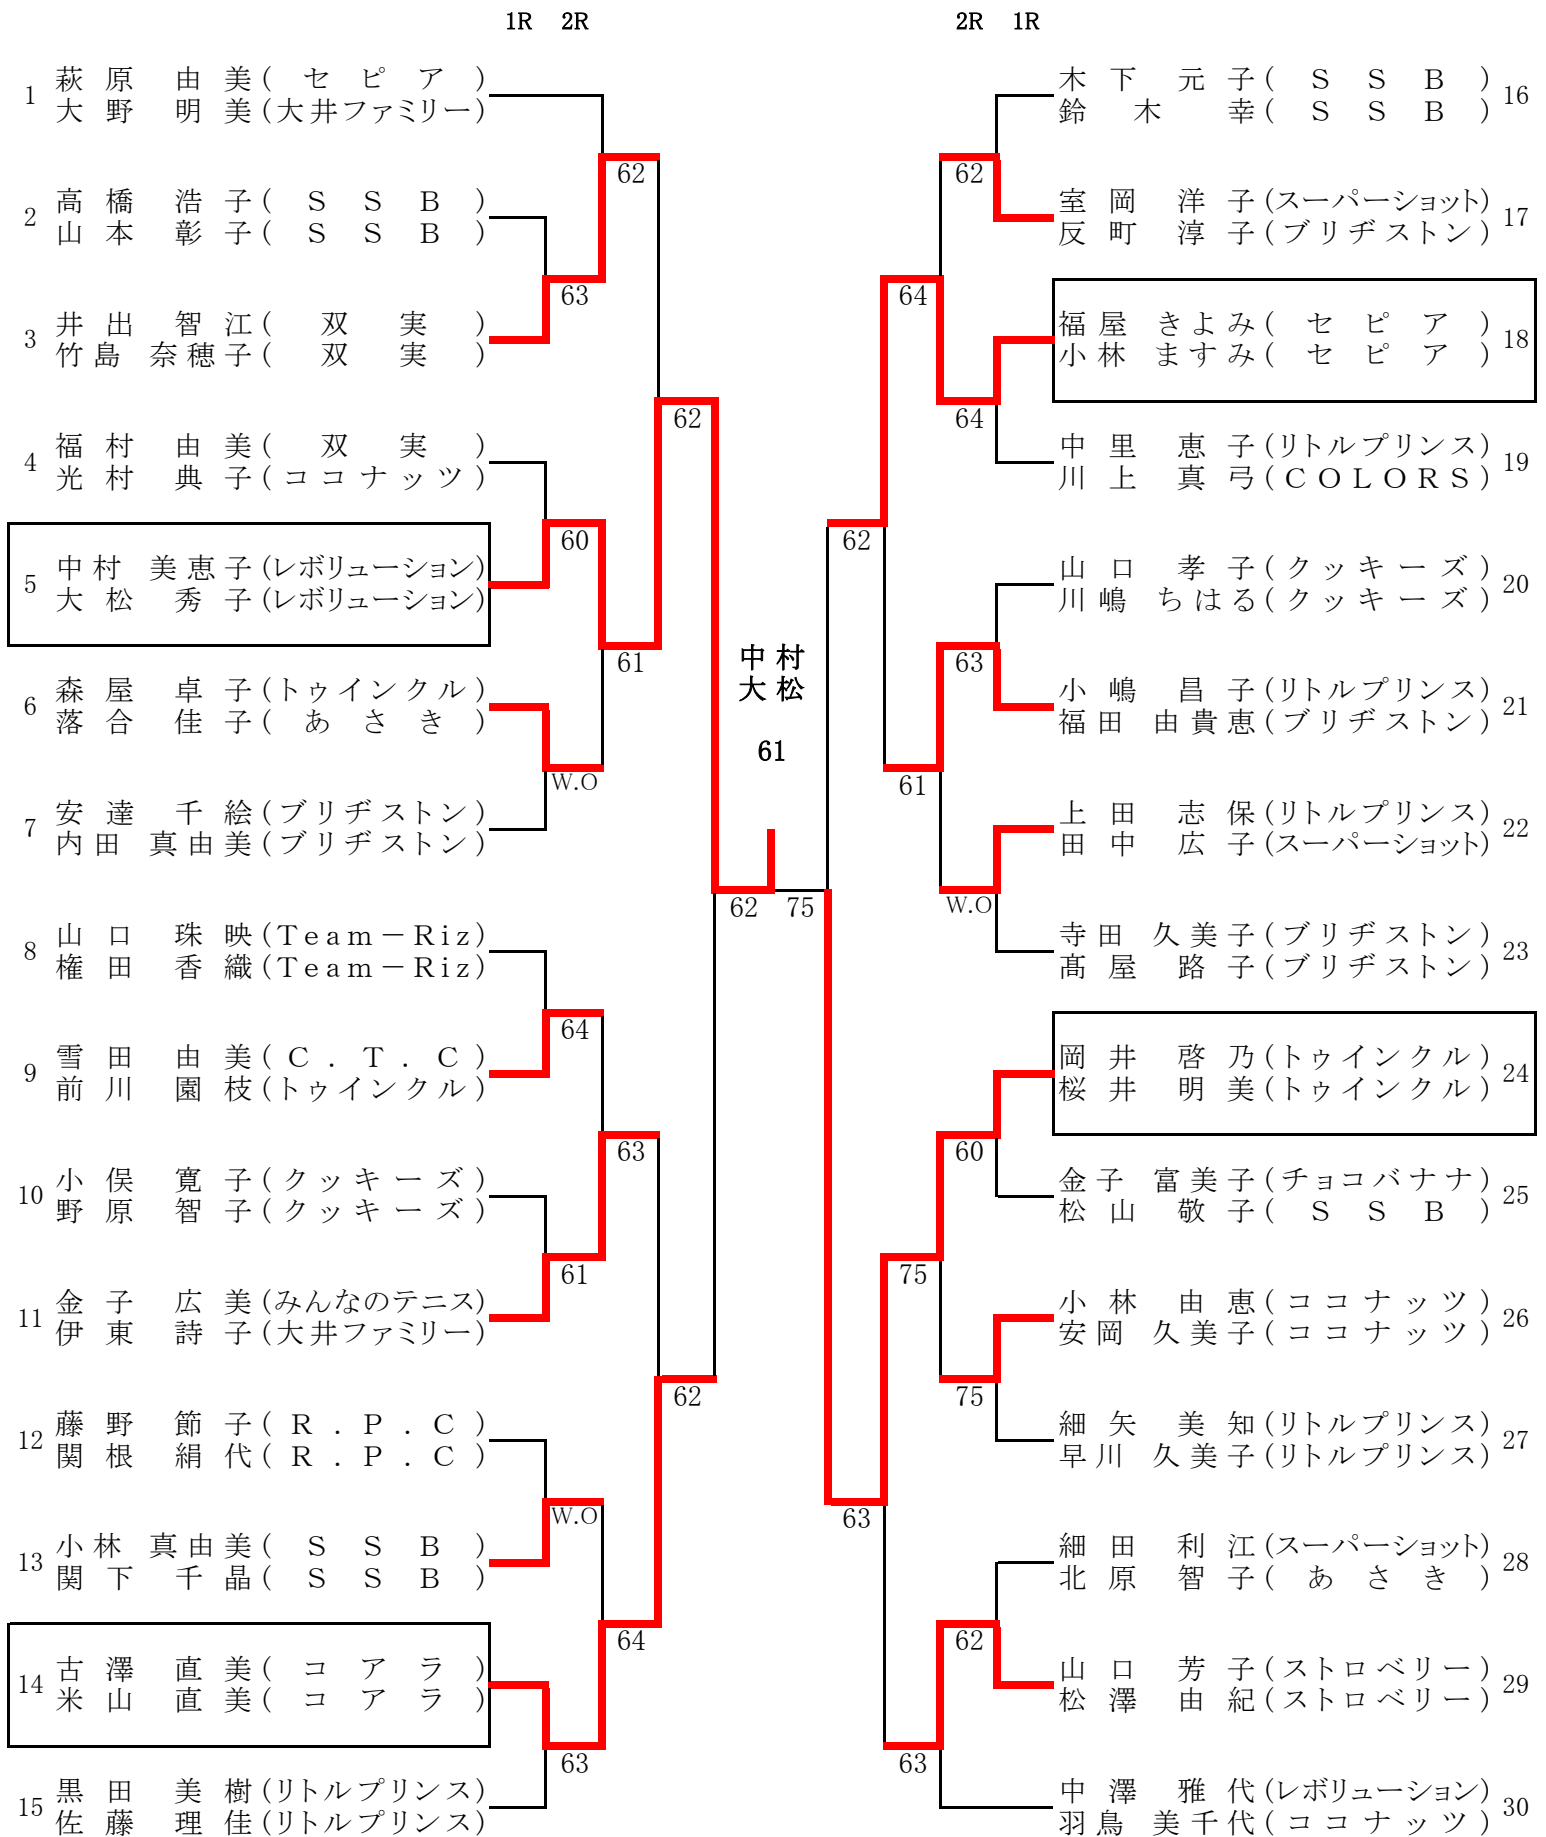 1R 2R
2R 1R
1 萩原 由美(セピア)
大野 明美(大井ファミリー)
2 高橋 浩子(SSB)
山本 彰子(SSB)
3 井出 智江(双実)
竹島 奈穂子(双実)
4 福村 由美(双実)
光村 典子(ココナッツ)
5 中村 美恵子(レボリューション)
大松 秀子(レボリューション)
6 森屋 卓子(トゥインクル)
落合 佳子(あさき)
7 安達 千絵(ブリヂストン)
内田 真由美(ブリヂストン)
8 山口 珠映(Team－Riz)
権田 香織(Team－Riz)
9 雪田 由美(C.T.C)
前川 園枝(トゥインクル)
10 小俣 寛子(クッキーズ)
野原 智子(クッキーズ)
11 金子 広美(みんなのテニス)
伊東 詩子(大井ファミリー)
12 藤野 節子(R.P.C)
関根 絹代(R.P.C)
13 小林 真由美(SSB)
関下 千晶(SSB)
14 古澤 直美(コアラ)
米山 直美(コアラ)
15 黒田 美樹(リトルプリンス)
佐藤 理佳(リトルプリンス)
63
60
W.O
64
61
W.O
63
62
61
63
64
62
62
62
中村
大松
61
75
62
63
64
61
75
63
62
64
63
W.O
60
75
62
木下 元子(SSB) 16
鈴木 幸(SSB)
室岡 洋子(スーパーショット) 17
反町 淳子(ブリヂストン)
福屋 きよみ(セピア) 18
小林 ますみ(セピア)
中里 恵子(リトルプリンス) 19
川上 真弓(COLORS)
山口 孝子(クッキーズ) 20
川嶋 ちはる(クッキーズ)
小嶋 昌子(リトルプリンス) 21
福田 由貴恵(ブリヂストン)
上田 志保(リトルプリンス) 22
田中 広子(スーパーショット)
寺田 久美子(ブリヂストン) 23
髙屋 路子(ブリヂストン)
岡井 啓乃(トゥインクル) 24
桜井 明美(トゥインクル)
金子 富美子(チョコバナナ) 25
松山 敬子(SSB)
小林 由恵(ココナッツ) 26
安岡 久美子(ココナッツ)
細矢 美知(リトルプリンス) 27
早川 久美子(リトルプリンス)
細田 利江(スーパーショット) 28
北原 智子(あさき)
山口 芳子(ストロベリー) 29
松澤 由紀(ストロベリー)
中澤 雅代(レボリューション) 30
羽鳥 美千代(ココナッツ)